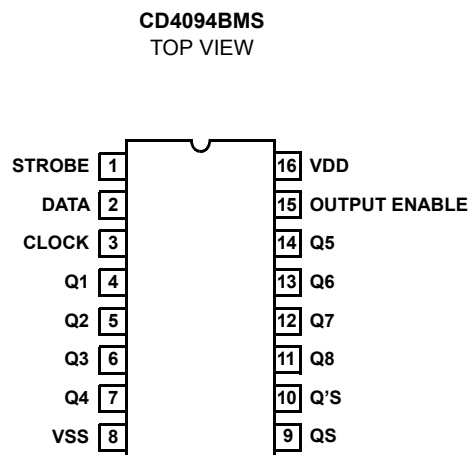 CD4094BMS
TOP VIEW
STROBE 1 16 VDD
DATA 2 15 OUTPUT ENABLE
CLOCK 3 14 Q5
Q1 4 13 Q6
Q2 5 12 Q7
Q3 6 11 Q8
Q4 7 10 Q’S
VSS 8 9 QS